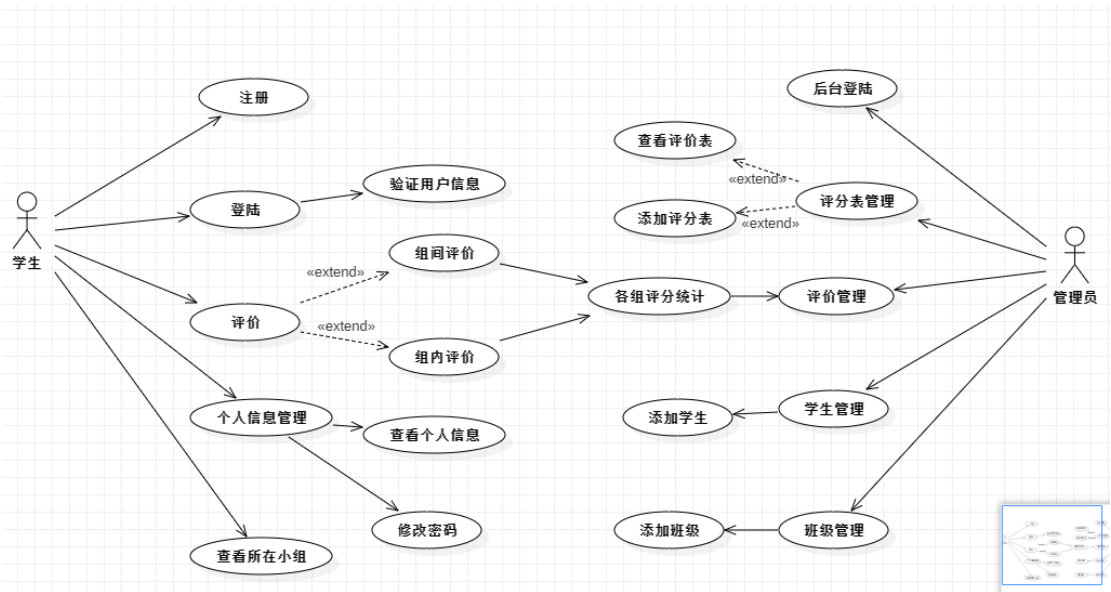 后台登陆
注册
查看评价表
«extend»
验证用户信息
评分表管理
登陆
添加评分表
«extend»
学生
组间评价
«extend»
各组评分统计
评价管理
管理员
评价
«extend»
组内评价
个人信息管理
学生管理
添加学生
查看个人信息
修改密码
添加班级
班级管理
查看所在小组